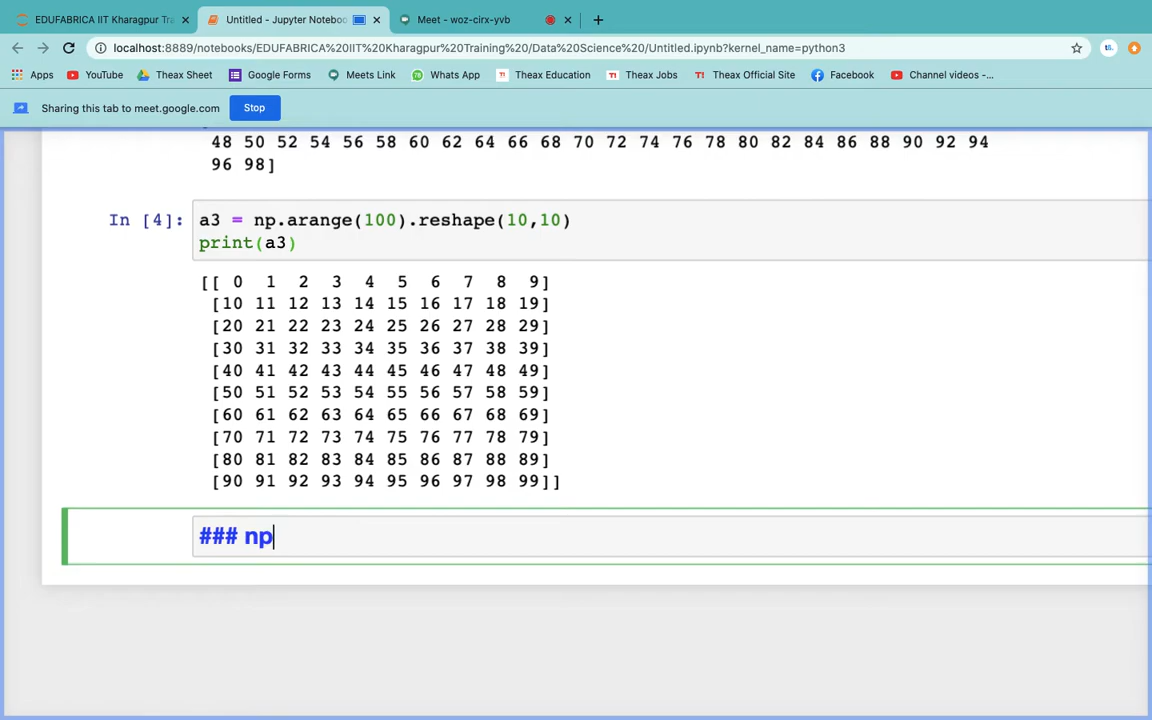 EDUFABRICA IIT Kharagpur Tra
Untitled - Jupyter Noteboo
Meet - woz-cirx-yvb
localhost:8889/notebooks/EDUFABRICA%20IIT%20Kharagpur%20Training%20/Data%20Science%20/Untitled.ipynb?kernel_name=python3
Apps YouTube Theax Sheet Google Forms Meets Link Whats App Theax Education Theax Jobs Theax Official Site Facebook Channel videos -...
Sharing this tab to meet.google.com Stop
48 50 52 54 56 58 60 62 64 66 68 70 72 74 76 78 80 82 84 86 88 90 92 94
96 98]
In [4]: a3 = np.arange(100).reshape(10,10)
print(a3)
[[ 0 1 2 3 4 5 6 7 8 9]
[10 11 12 13 14 15 16 17 18 19]
[20 21 22 23 24 25 26 27 28 29]
[30 31 32 33 34 35 36 37 38 39]
[40 41 42 43 44 45 46 47 48 49]
[50 51 52 53 54 55 56 57 58 59]
[60 61 62 63 64 65 66 67 68 69]
[70 71 72 73 74 75 76 77 78 79]
[80 81 82 83 84 85 86 87 88 89]
[90 91 92 93 94 95 96 97 98 99]]
### np